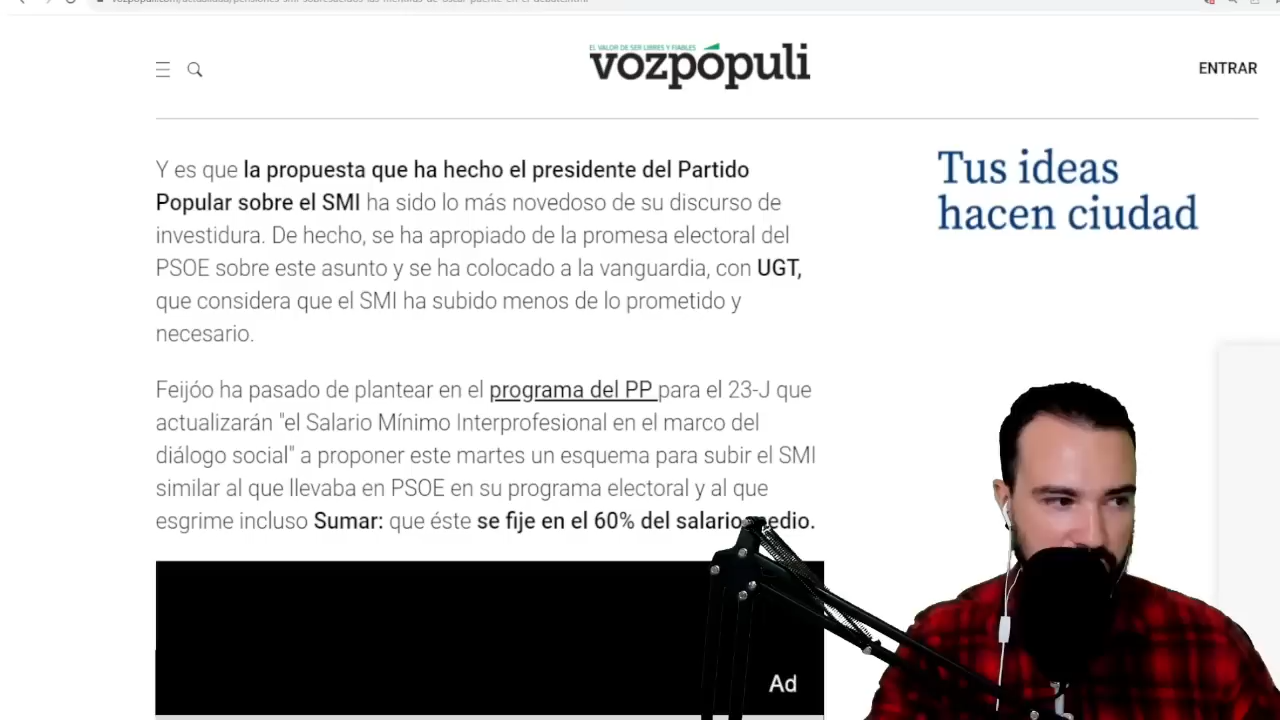 EL VALOR DE SER LIBRES Y FIABLES
vozpópuli
ENTRAR
Y es que la propuesta que ha hecho el presidente del Partido
Popular sobre el SMI ha sido lo más novedoso de su discurso de
investidura. De hecho, se ha apropiado de la promesa electoral del
PSOE sobre este asunto y se ha colocado a la vanguardia, con UGT,
que considera que el SMI ha subido menos de lo prometido y
necesario.
Feijóo ha pasado de plantear en el programa del PP para el 23-J que
actualizarán "el Salario Mínimo Interprofesional en el marco del
diálogo social" a proponer este martes un esquema para subir el SMI
similar al que llevaba en PSOE en su programa electoral y al que
esgrime incluso Sumar: que éste se fije en el 60% del salario medio.
Ad
Tus ideas
hacen ciudad